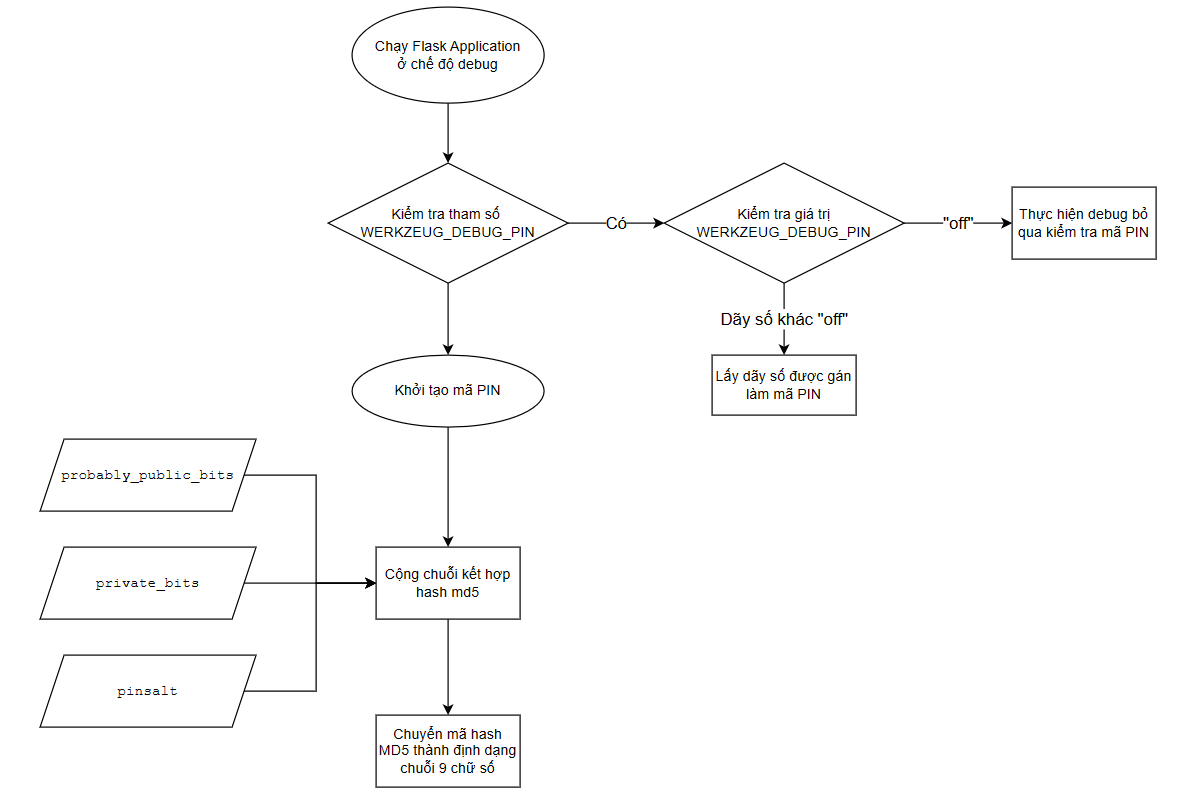 Chạy Flask Application
ở chế độ debug
Kiểm tra tham số
WERKZEUG_DEBUG_PIN
Có
Kiểm tra giá trị
WERKZEUG_DEBUG_PIN
"off"
Thực hiện debug bỏ
qua kiểm tra mã PIN
Dãy số khác "off"
Lấy dãy số được gán
làm mã PIN
Khởi tạo mã PIN
probably_public_bits
private_bits
pinsalt
Cộng chuỗi kết hợp
hash md5
Chuyển mã hash
MD5 thành định dạng
chuỗi 9 chữ số